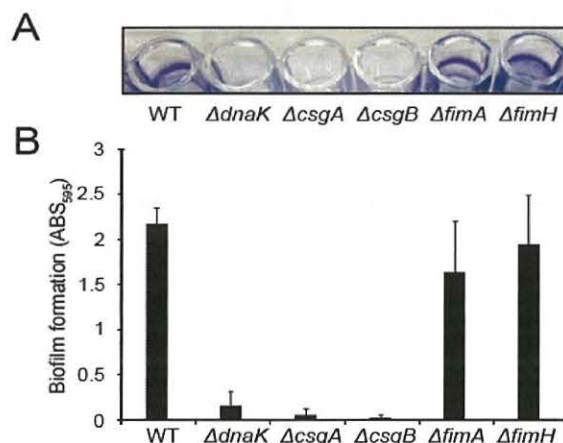 A
WT ΔdnaK ΔcsgA ΔcsgB ΔfimA ΔfimH
B
Biofilm formation (ABS595)
3
2.5
2
1.5
1
0.5
0
WT ΔdnaK ΔcsgA ΔcsgB ΔfimA ΔfimH